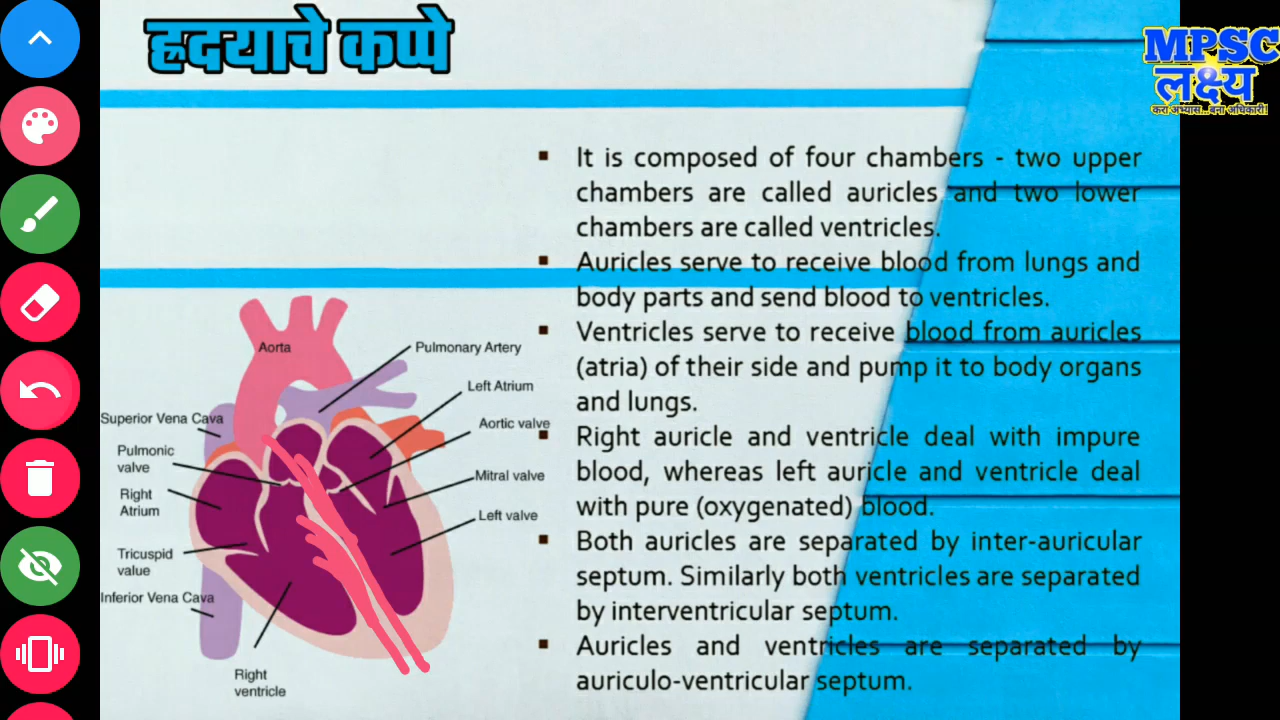 ह्रदयाचे कप्पे
MPSC
लक्ष्य
करा अभ्यास...बना अधिकारी!
It is composed of four chambers - two upper
chambers are called auricles and two lower
chambers are called ventricles.
Auricles serve to receive blood from lungs and
body parts and send blood to ventricles.
Ventricles serve to receive blood from auricles
(atria) of their side and pump it to body organs
and lungs.
Right auricle and ventricle deal with impure
blood, whereas left auricle and ventricle deal
with pure (oxygenated) blood.
Both auricles are separated by inter-auricular
septum. Similarly both ventricles are separated
by interventricular septum.
Auricles and ventricles are separated by
auriculo-ventricular septum.
Aorta
Pulmonary Artery
Left Atrium
Superior Vena Cava
Aortic valve
Pulmonic
valve
Mitral valve
Right
Atrium
Left valve
Tricuspid
value
Inferior Vena Cava
Right
ventricle